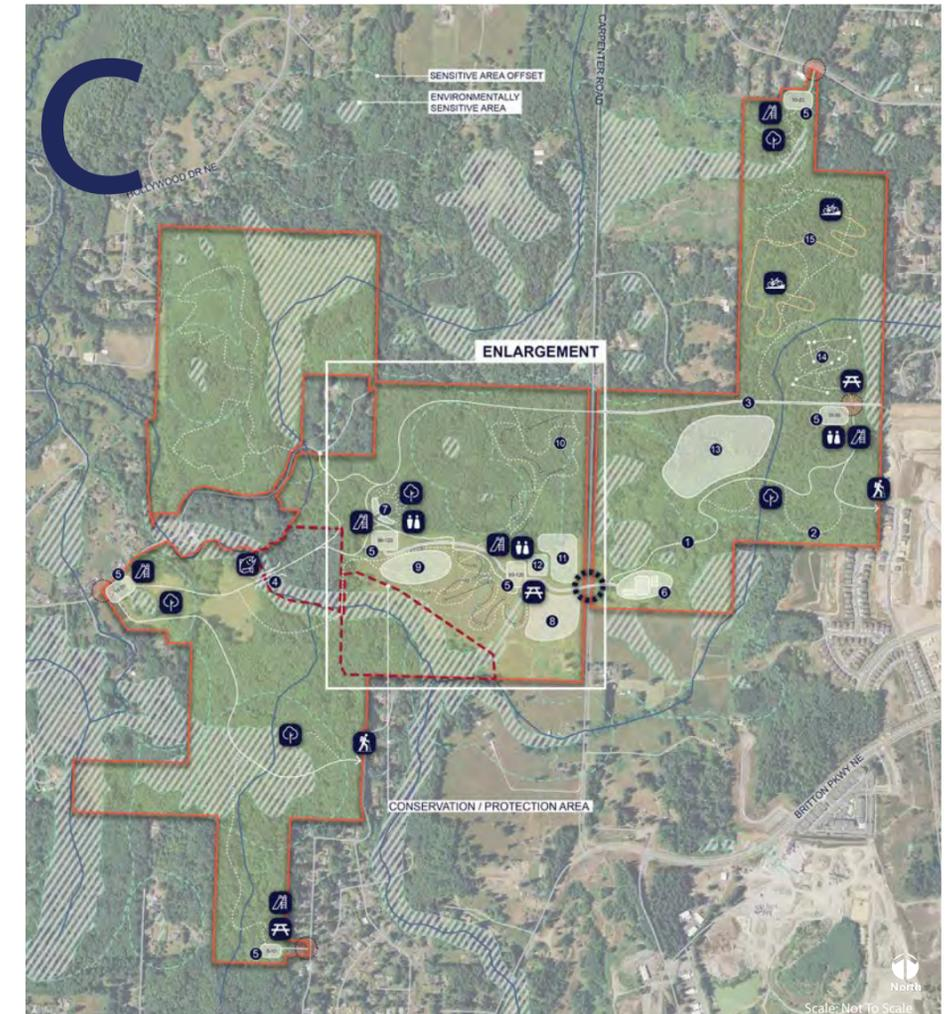 C
CARPENTER ROAD
SENSITIVE AREA OFFSET
ENVIRONMENTALLY
SENSITIVE AREA
HOLLYWOOD DR NE
5
15
ENLARGEMENT
14
3
5
10
13
7
5
1
2
11
12
9
5
5
4
6
8
CONSERVATION / PROTECTION AREA
BRITTON PKWY NE
5
North
Scale: Not To Scale